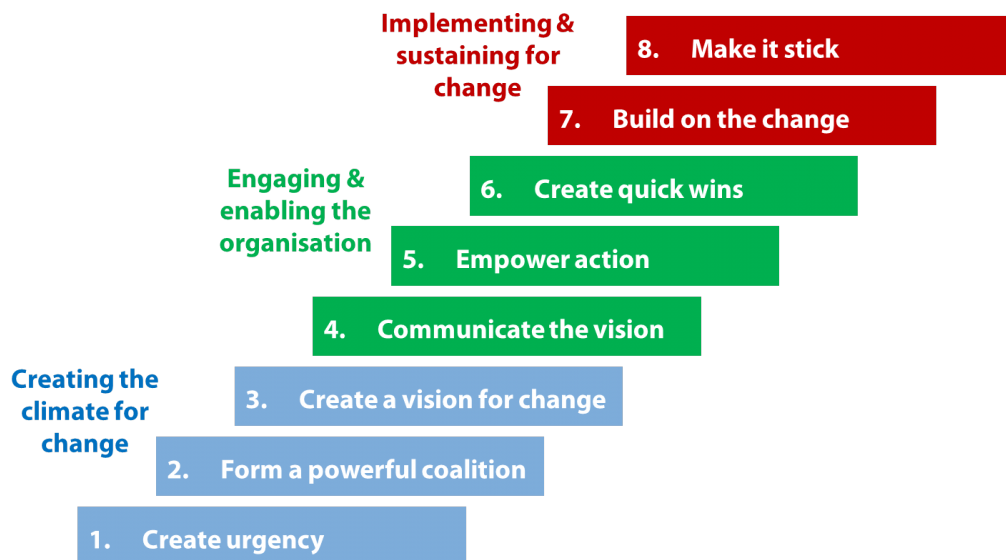 Implementing &
sustaining for
change
8. Make it stick
7. Build on the change
Engaging &
enabling the
organisation
6. Create quick wins
5. Empower action
4. Communicate the vision
Creating the
climate for
change
3. Create a vision for change
2. Form a powerful coalition
1. Create urgency